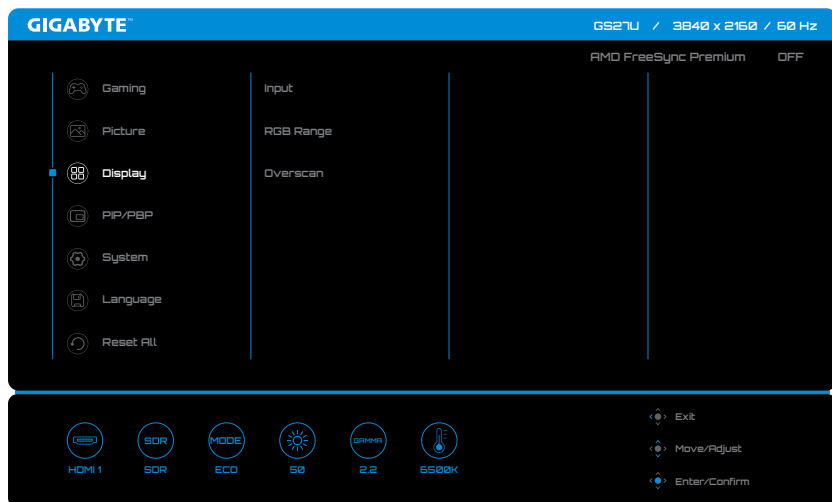 GIGABYTE™
GS27U / 3840 x 2160 / 60 Hz
AMD FreeSync Premium OFF
Gaming
Picture
Display
PIP/PBP
System
Language
Reset All
Input
RGB Range
Overscan
HDMI 1
SDR
SDR
MODE
ECO
50
GAMMA
2.2
6500K
Exit
Move/Adjust
Enter/Confirm